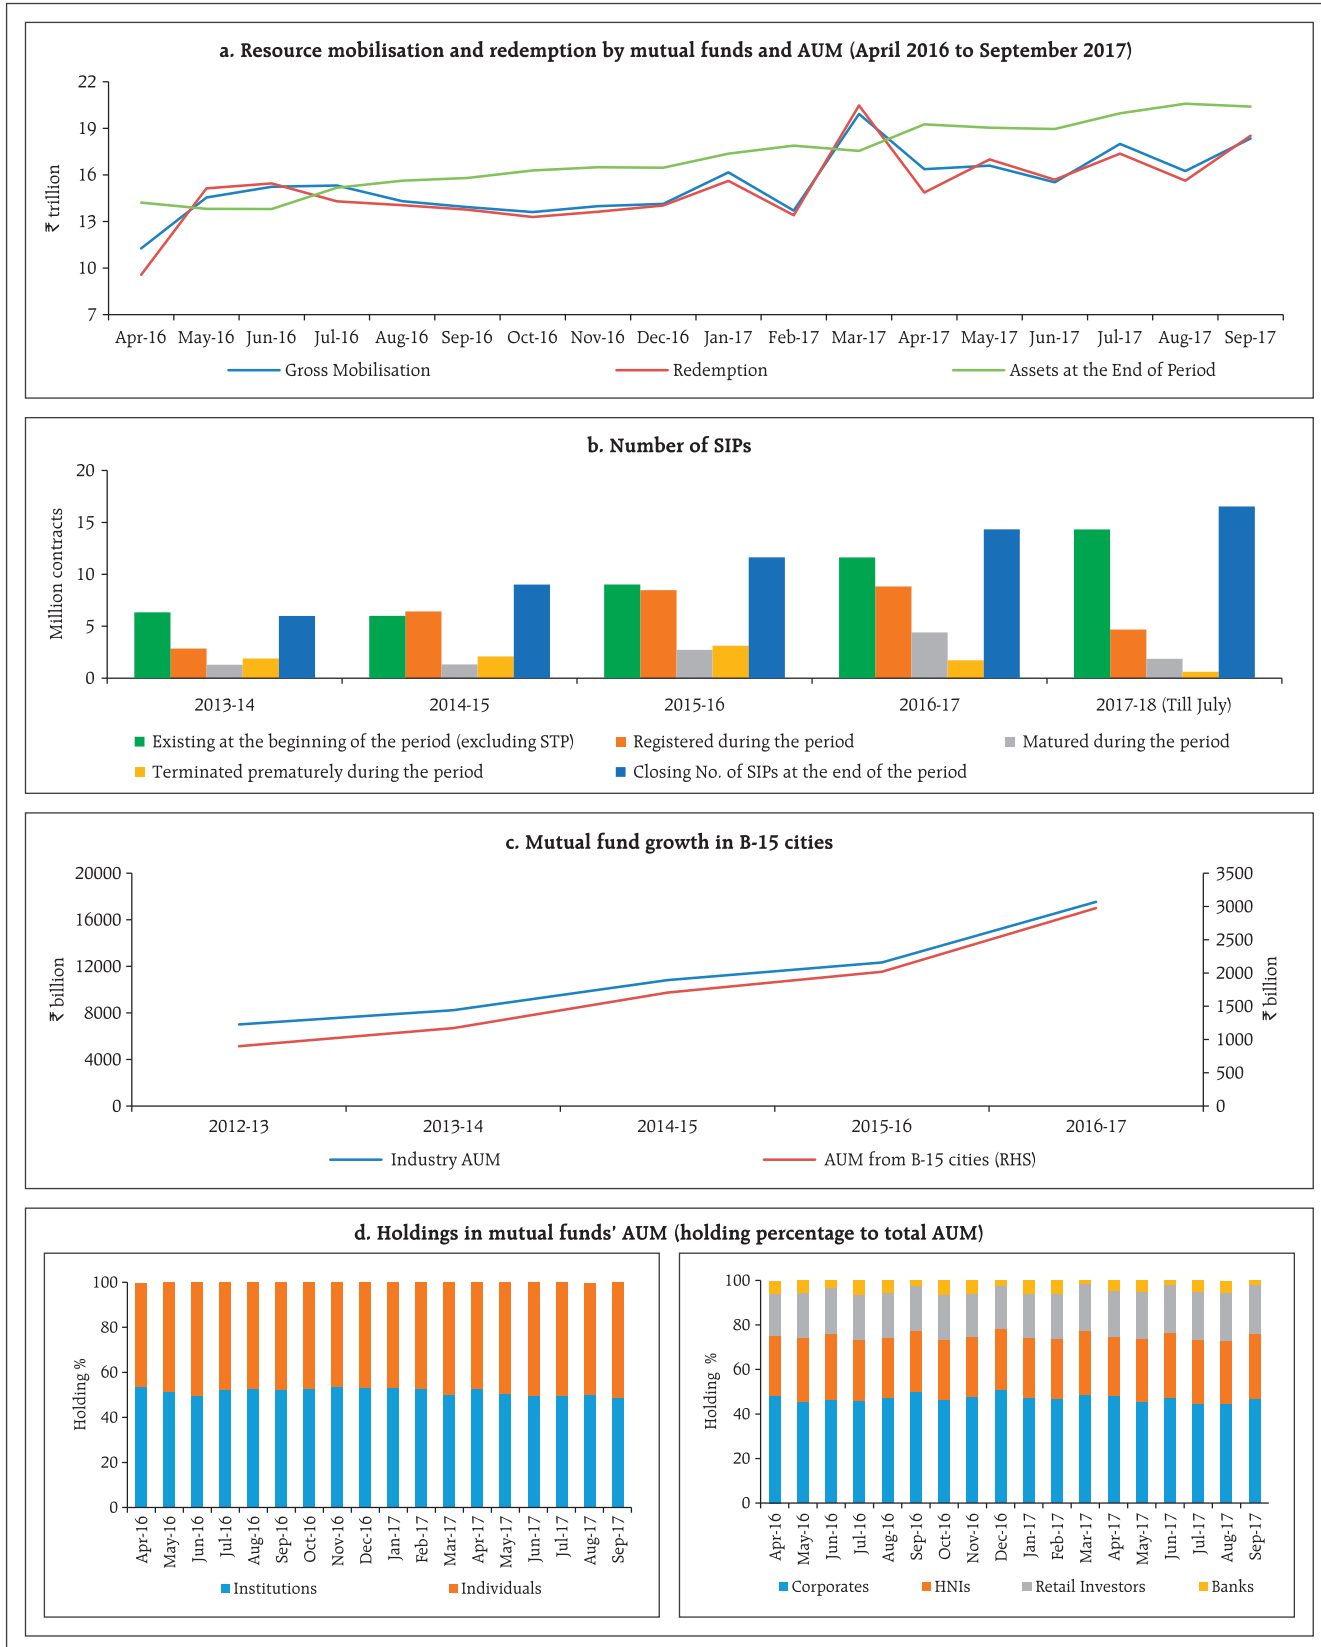 a. Resource mobilisation and redemption by mutual funds and AUM (April 2016 to September 2017)
22
19
16
13
10
7
₹ trillion
Apr-16 May-16 Jun-16 Jul-16 Aug-16 Sep-16 Oct-16 Nov-16 Dec-16 Jan-17 Feb-17 Mar-17 Apr-17 May-17 Jun-17 Jul-17 Aug-17 Sep-17
Gross Mobilisation Redemption Assets at the End of Period
b. Number of SIPs
20
15
10
5
0
Million contracts
2013-14 2014-15 2015-16 2016-17 2017-18 (Till July)
Existing at the beginning of the period (excluding STP) Registered during the period Matured during the period
Terminated prematurely during the period Closing No. of SIPs at the end of the period
c. Mutual fund growth in B-15 cities
20000
16000
12000
8000
4000
0
₹ billion
3500
3000
2500
2000
1500
1000
500
0
₹ billion
2012-13 2013-14 2014-15 2015-16 2016-17
Industry AUM AUM from B-15 cities (RHS)
d. Holdings in mutual funds' AUM (holding percentage to total AUM)
100
80
60
40
20
0
Holding %
Apr-16 May-16 Jun-16 Jul-16 Aug-16 Sep-16 Oct-16 Nov-16 Dec-16 Jan-17 Feb-17 Mar-17 Apr-17 May-17 Jun-17 Jul-17 Aug-17 Sep-17
Institutions Individuals
100
80
60
40
20
0
Holding %
Apr-16 May-16 Jun-16 Jul-16 Aug-16 Sep-16 Oct-16 Nov-16 Dec-16 Jan-17 Feb-17 Mar-17 Apr-17 May-17 Jun-17 Jul-17 Aug-17 Sep-17
Corporates HNIs Retail Investors Banks